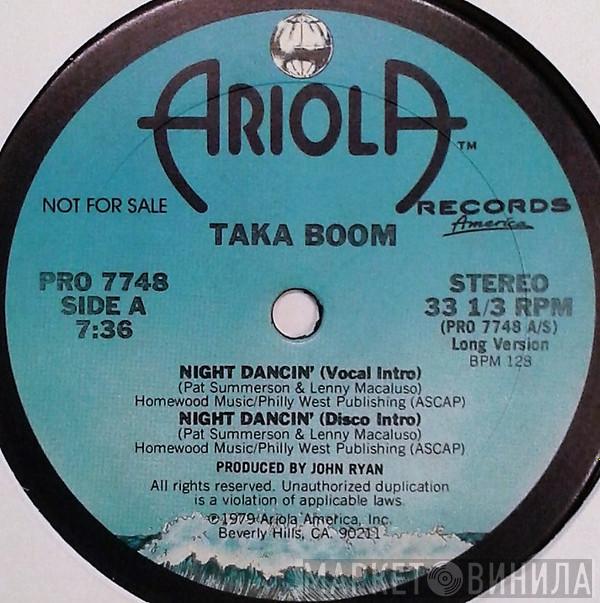 ARIOLA™
RECORDS
America
NOT FOR SALE
TAKA BOOM
PRO 7748
SIDE A
7:36
STEREO
33 1/3 RPM
(PRO 7748 A/S)
Long Version
BPM 128
NIGHT DANCIN' (Vocal Intro)
(Pat Summerson & Lenny Macaluso)
Homewood Music/Philly West Publishing (ASCAP)
NIGHT DANCIN' (Disco Intro)
(Pat Summerson & Lenny Macaluso)
Homewood Music/Philly West Publishing (ASCAP)
PRODUCED BY JOHN RYAN
All rights reserved. Unauthorized duplication
is a violation of applicable laws.
℗1979 Ariola America, Inc.
Beverly Hills, CA. 90211
МАРКЕТ ВИНИЛА